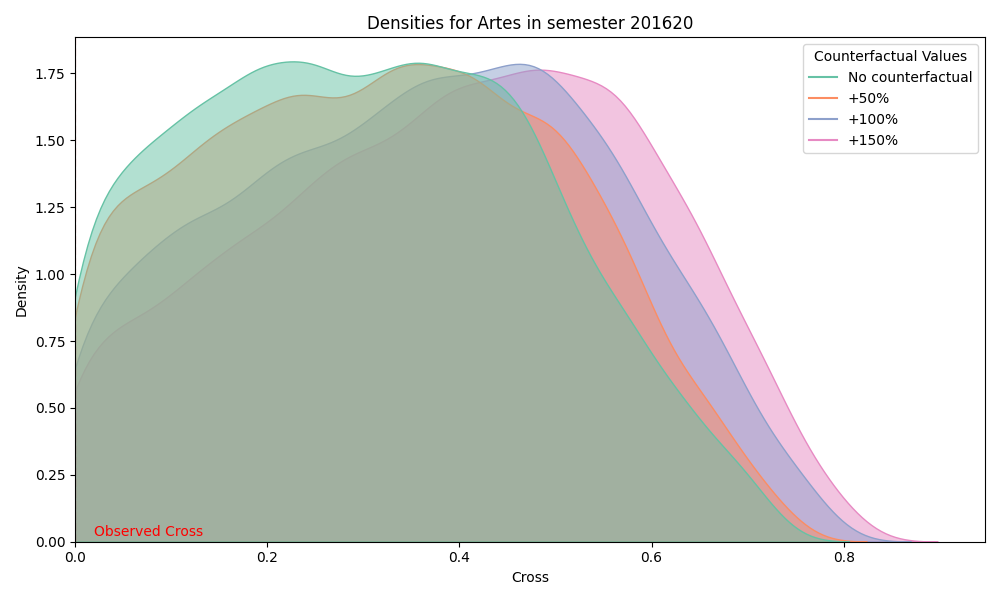 Densities for Artes in semester 201620
Counterfactual Values
No counterfactual
+50%
+100%
+150%
1.75
1.50
1.25
1.00
0.75
0.50
0.25
0.00
Density
Observed Cross
0.0 0.2 0.4 0.6 0.8
Cross